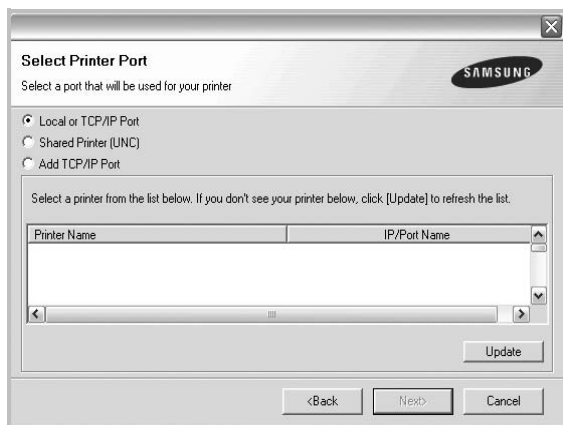 Select Printer Port
Select a port that will be used for your printer
SAMSUNG
Local or TCP/IP Port
Shared Printer (UNC)
Add TCP/IP Port
Select a printer from the list below. If you don't see your printer below, click [Update] to refresh the list.
Printer Name IP/Port Name
Update
<Back Next> Cancel